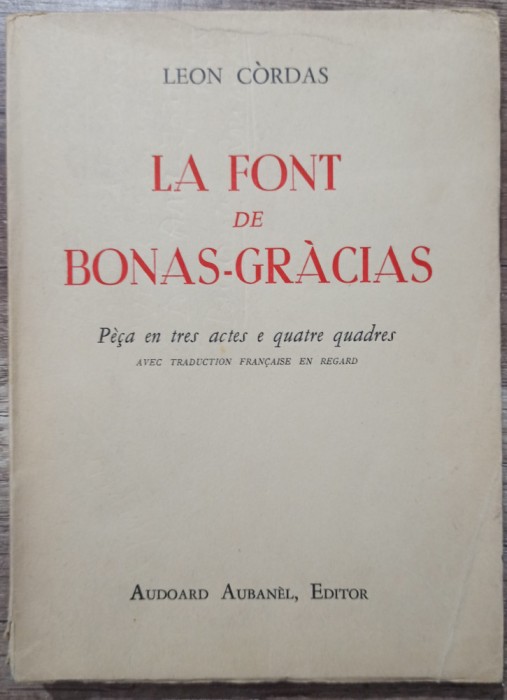 LEON CÒRDAS
LA FONT
DE
BONAS-GRÀCIAS
Pèça en tres actes e quatre quadres
AVEC TRADUCTION FRANÇAISE EN REGARD
AUDOARD AUBANÈL, EDITOR